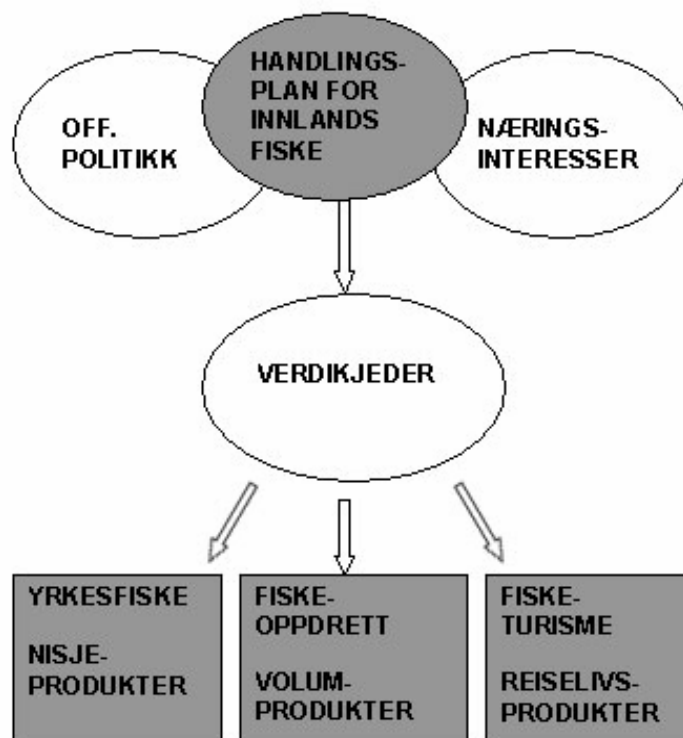 OFF.
POLITIKK
HANDLINGS-
PLAN FOR
INNLANDS
FISKE
NÆRINGS-
INTERESSER
VERDIKJEDER
YRKESFISKE
NISJE-
PRODUKTER
FISKE-
OPPDRETT
VOLUM-
PRODUKTER
FISKE-
TURISME
REISELIVS-
PRODUKTER